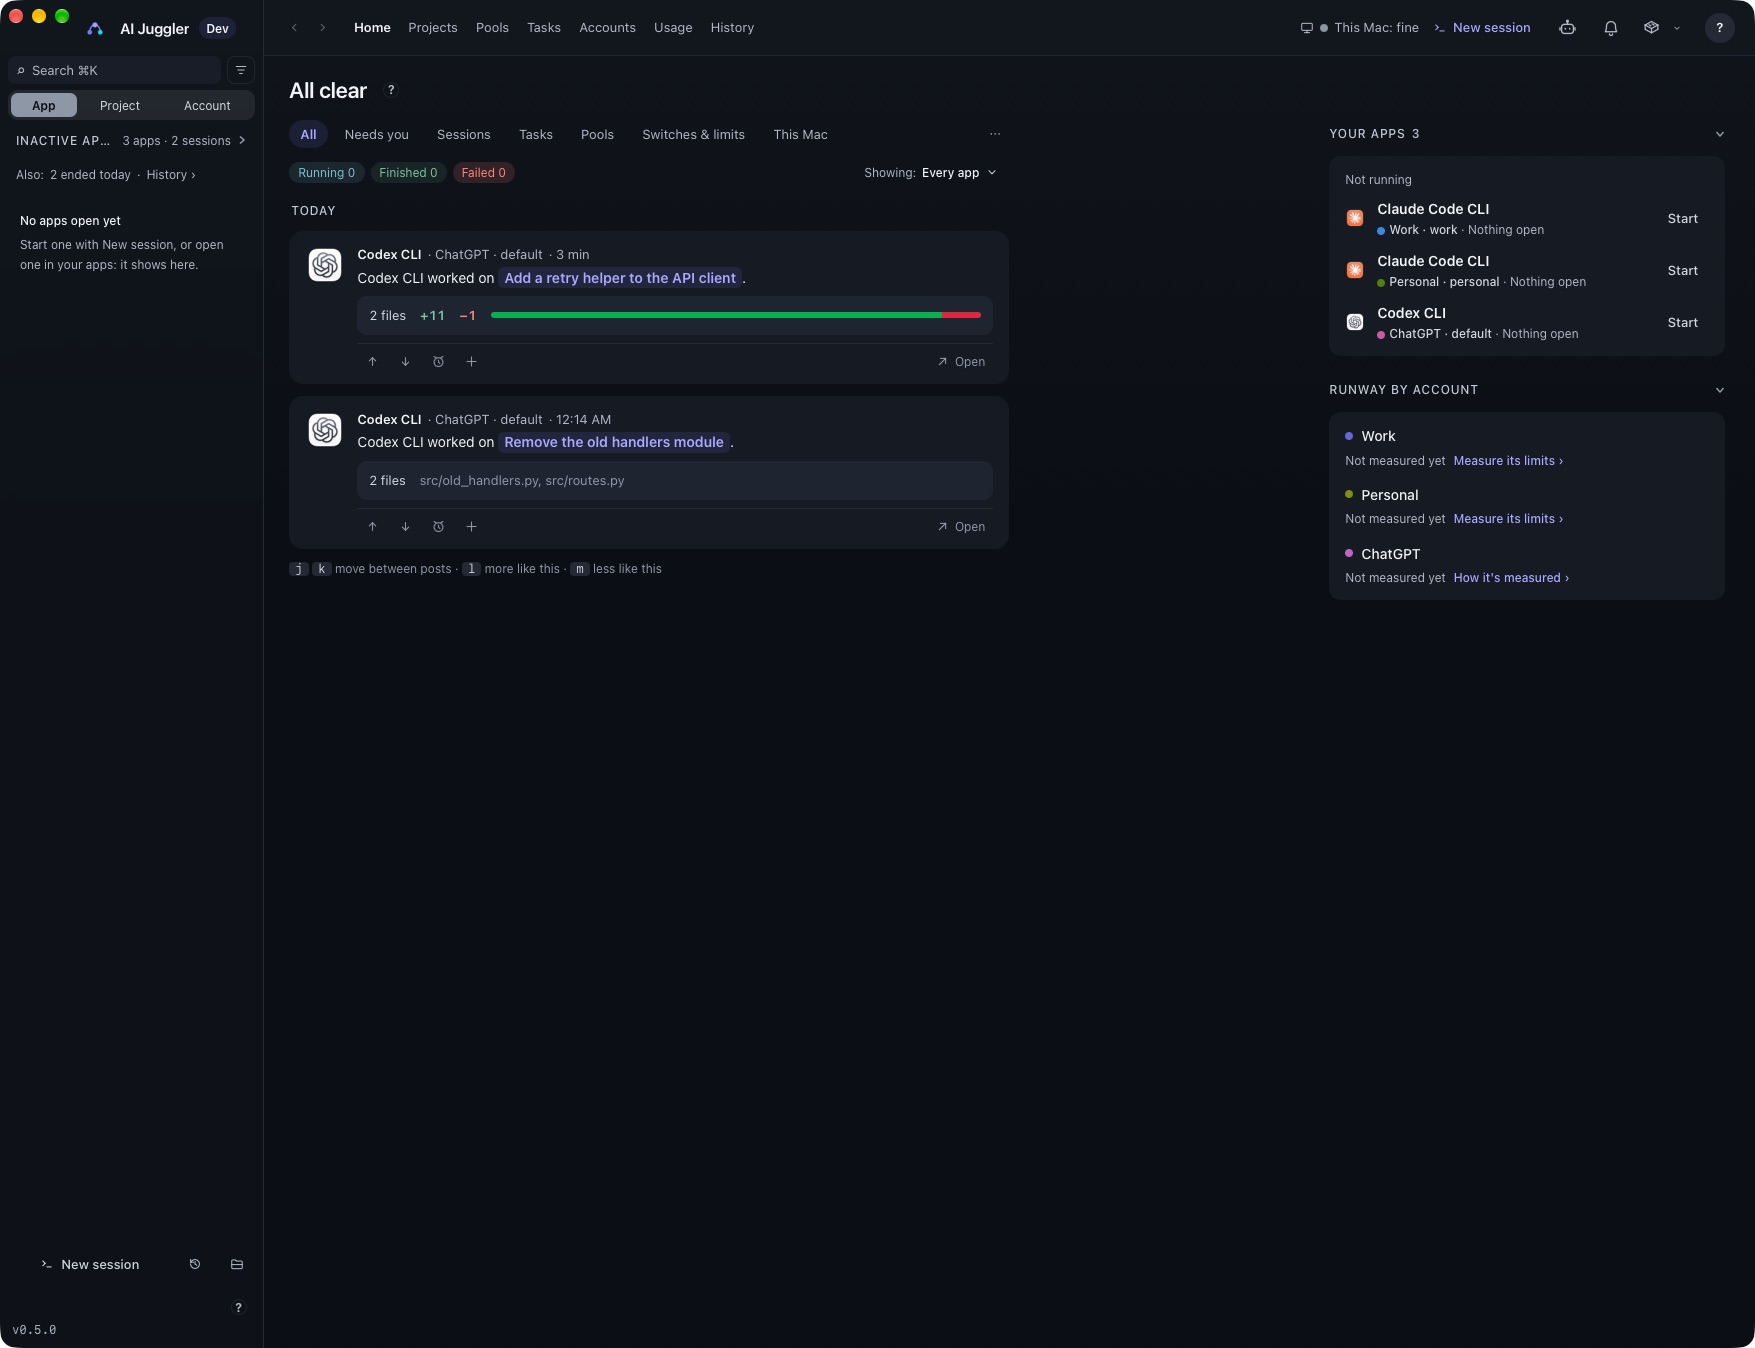 AI Juggler Dev
Search ⌘K
App Project Account
INACTIVE AP... 3 apps · 2 sessions
Also: 2 ended today · History ›
No apps open yet
Start one with New session, or open
one in your apps: it shows here.
New session
?
v0.5.0
Home Projects Pools Tasks Accounts Usage History
This Mac: fine New session ?
All clear ?
All Needs you Sessions Tasks Pools Switches & limits This Mac ...
Running 0 Finished 0 Failed 0 Showing: Every app
TODAY
Codex CLI · ChatGPT · default · 3 min
Codex CLI worked on Add a retry helper to the API client.
2 files +11 −1
Open
Codex CLI · ChatGPT · default · 12:14 AM
Codex CLI worked on Remove the old handlers module.
2 files src/old_handlers.py, src/routes.py
Open
j k move between posts · l more like this · m less like this
YOUR APPS 3
Not running
Claude Code CLI
Work · work · Nothing open
Start
Claude Code CLI
Personal · personal · Nothing open
Start
Codex CLI
ChatGPT · default · Nothing open
Start
RUNWAY BY ACCOUNT
Work
Not measured yet Measure its limits ›
Personal
Not measured yet Measure its limits ›
ChatGPT
Not measured yet How it's measured ›